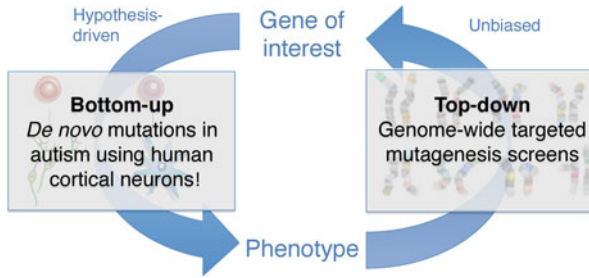 Hypothesis-
driven
Gene of
interest
Unbiased
Bottom-up
De novo mutations in
autism using human
cortical neurons!
Top-down
Genome-wide targeted
mutagenesis screens
Phenotype